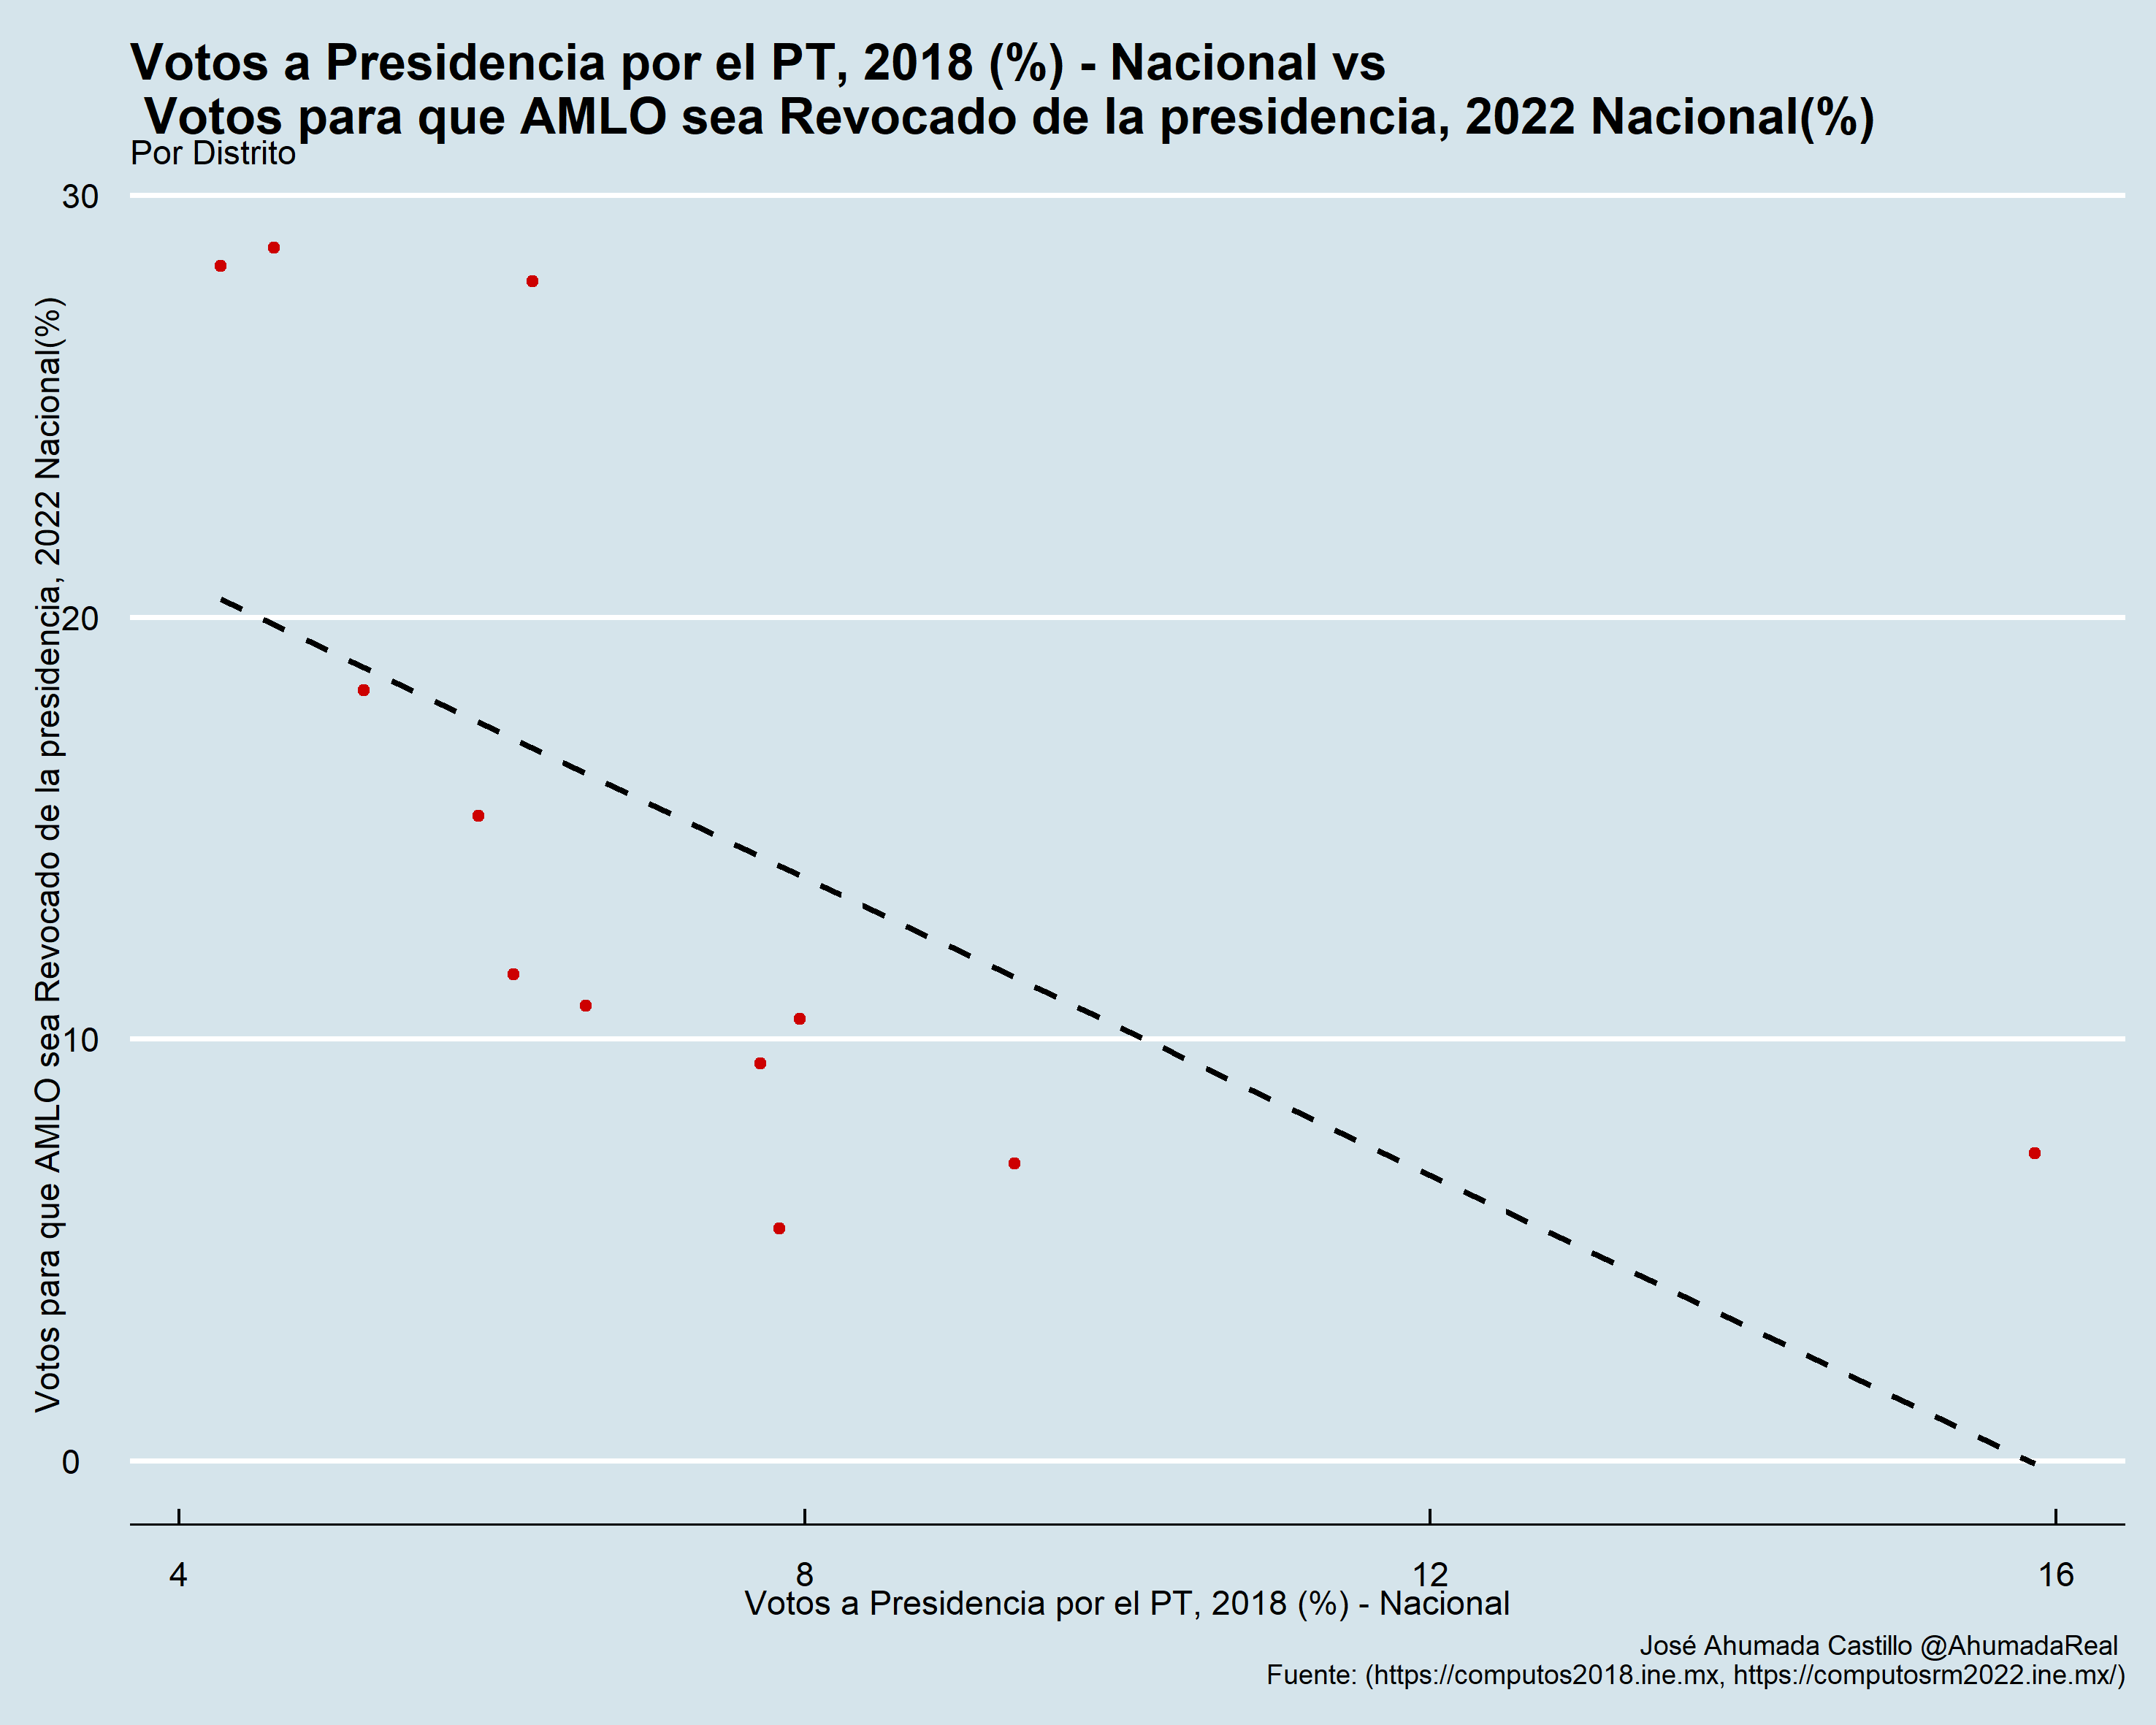 Votos a Presidencia por el PT, 2018 (%) - Nacional vs
Votos para que AMLO sea Revocado de la presidencia, 2022 Nacional(%)
Por Distrito
Votos para que AMLO sea Revocado de la presidencia, 2022 Nacional(%)
30
20
10
0
4 8 12 16
Votos a Presidencia por el PT, 2018 (%) - Nacional
José Ahumada Castillo @AhumadaReal
Fuente: (https://computos2018.ine.mx, https://computosrm2022.ine.mx/)